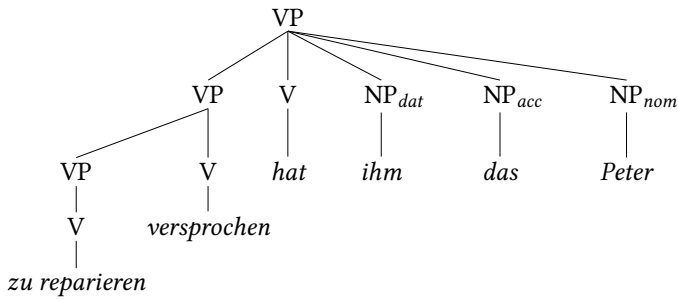 VP
VP V NP_dat NP_acc NP_nom
VP V hat ihm das Peter
V versprochen
zu reparieren